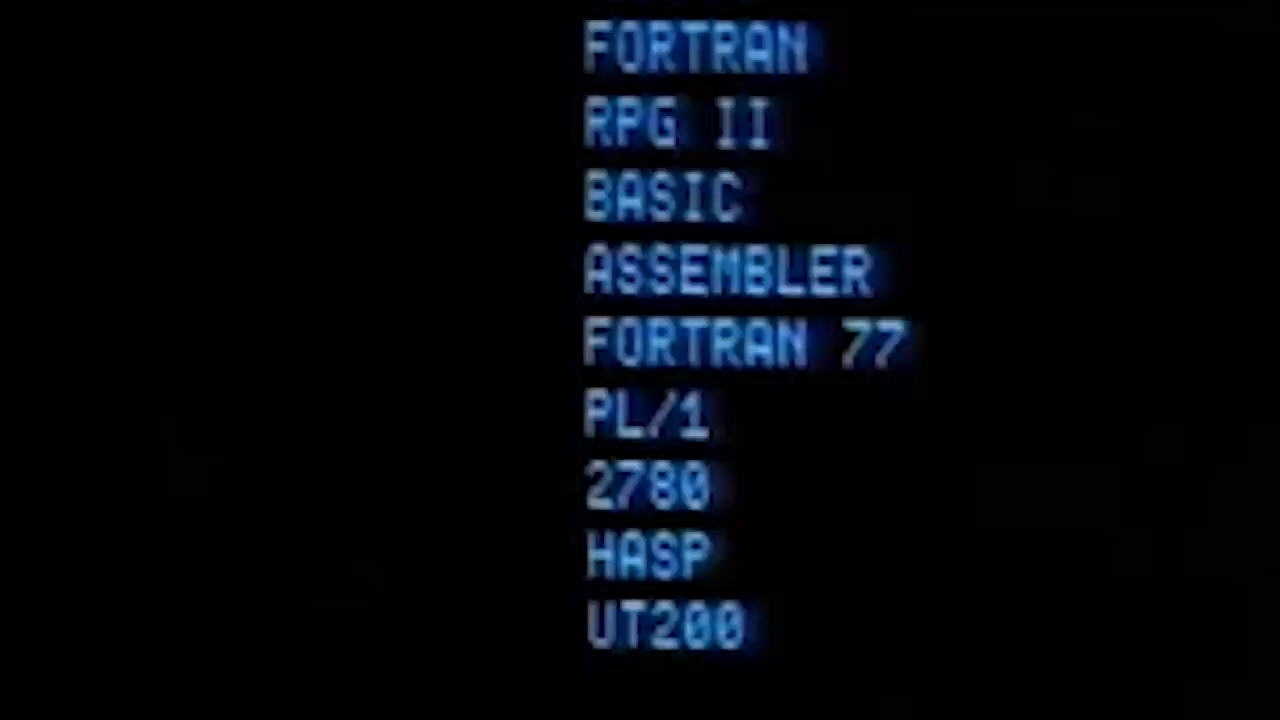 FORTRAN
RPG II
BASIC
ASSEMBLER
FORTRAN 77
PL/1
2780
HASP
UT200